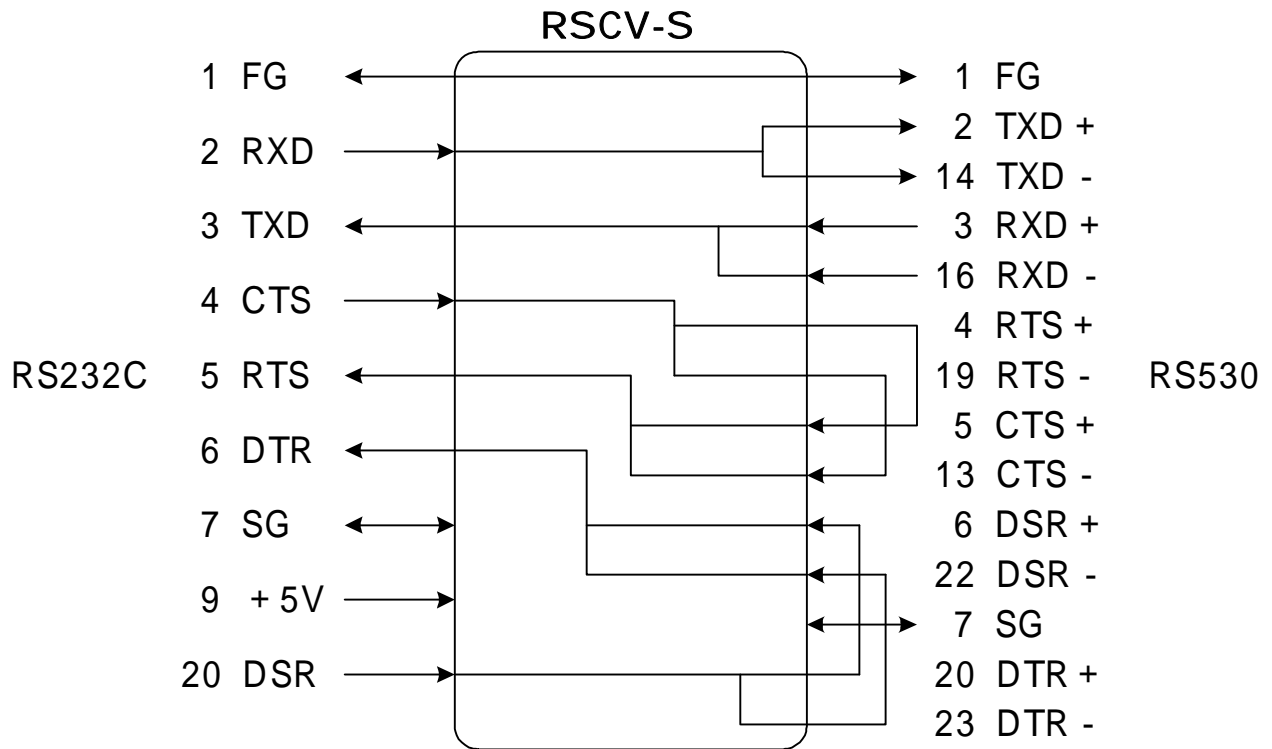 RSCV-S
1 FG
2 RXD
3 TXD
4 CTS
RS232C 5 RTS
6 DTR
7 SG
9 +5V
20 DSR
1 FG
2 TXD +
14 TXD -
3 RXD +
16 RXD -
4 RTS +
19 RTS - RS530
5 CTS +
13 CTS -
6 DSR +
22 DSR -
7 SG
20 DTR +
23 DTR -